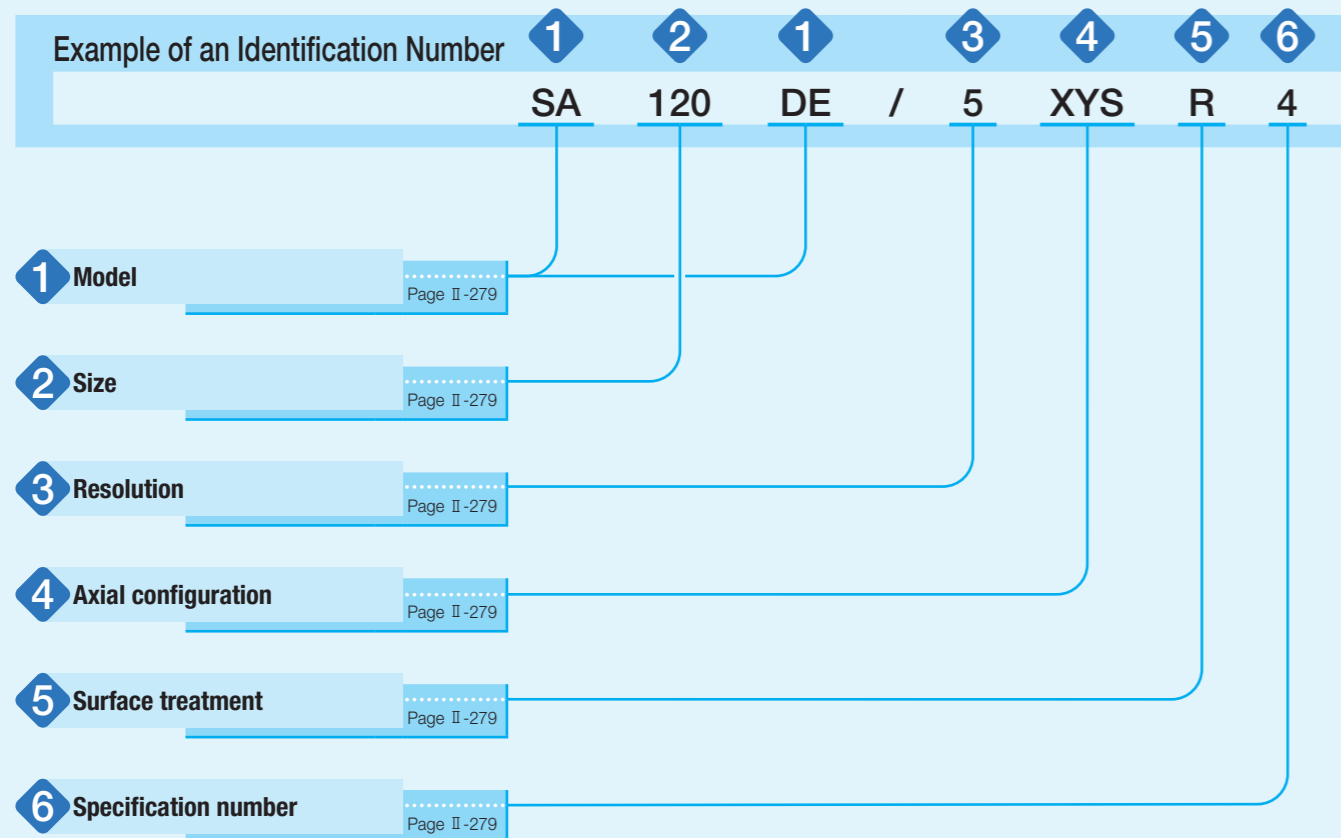 Example of an Identification Number
1 2 1 3 4 5 6
SA 120 DE / 5 XYS R 4
1 Model
Page Ⅱ-279
2 Size
Page Ⅱ-279
3 Resolution
Page Ⅱ-279
4 Axial configuration
Page Ⅱ-279
5 Surface treatment
Page Ⅱ-279
6 Specification number
Page Ⅱ-279